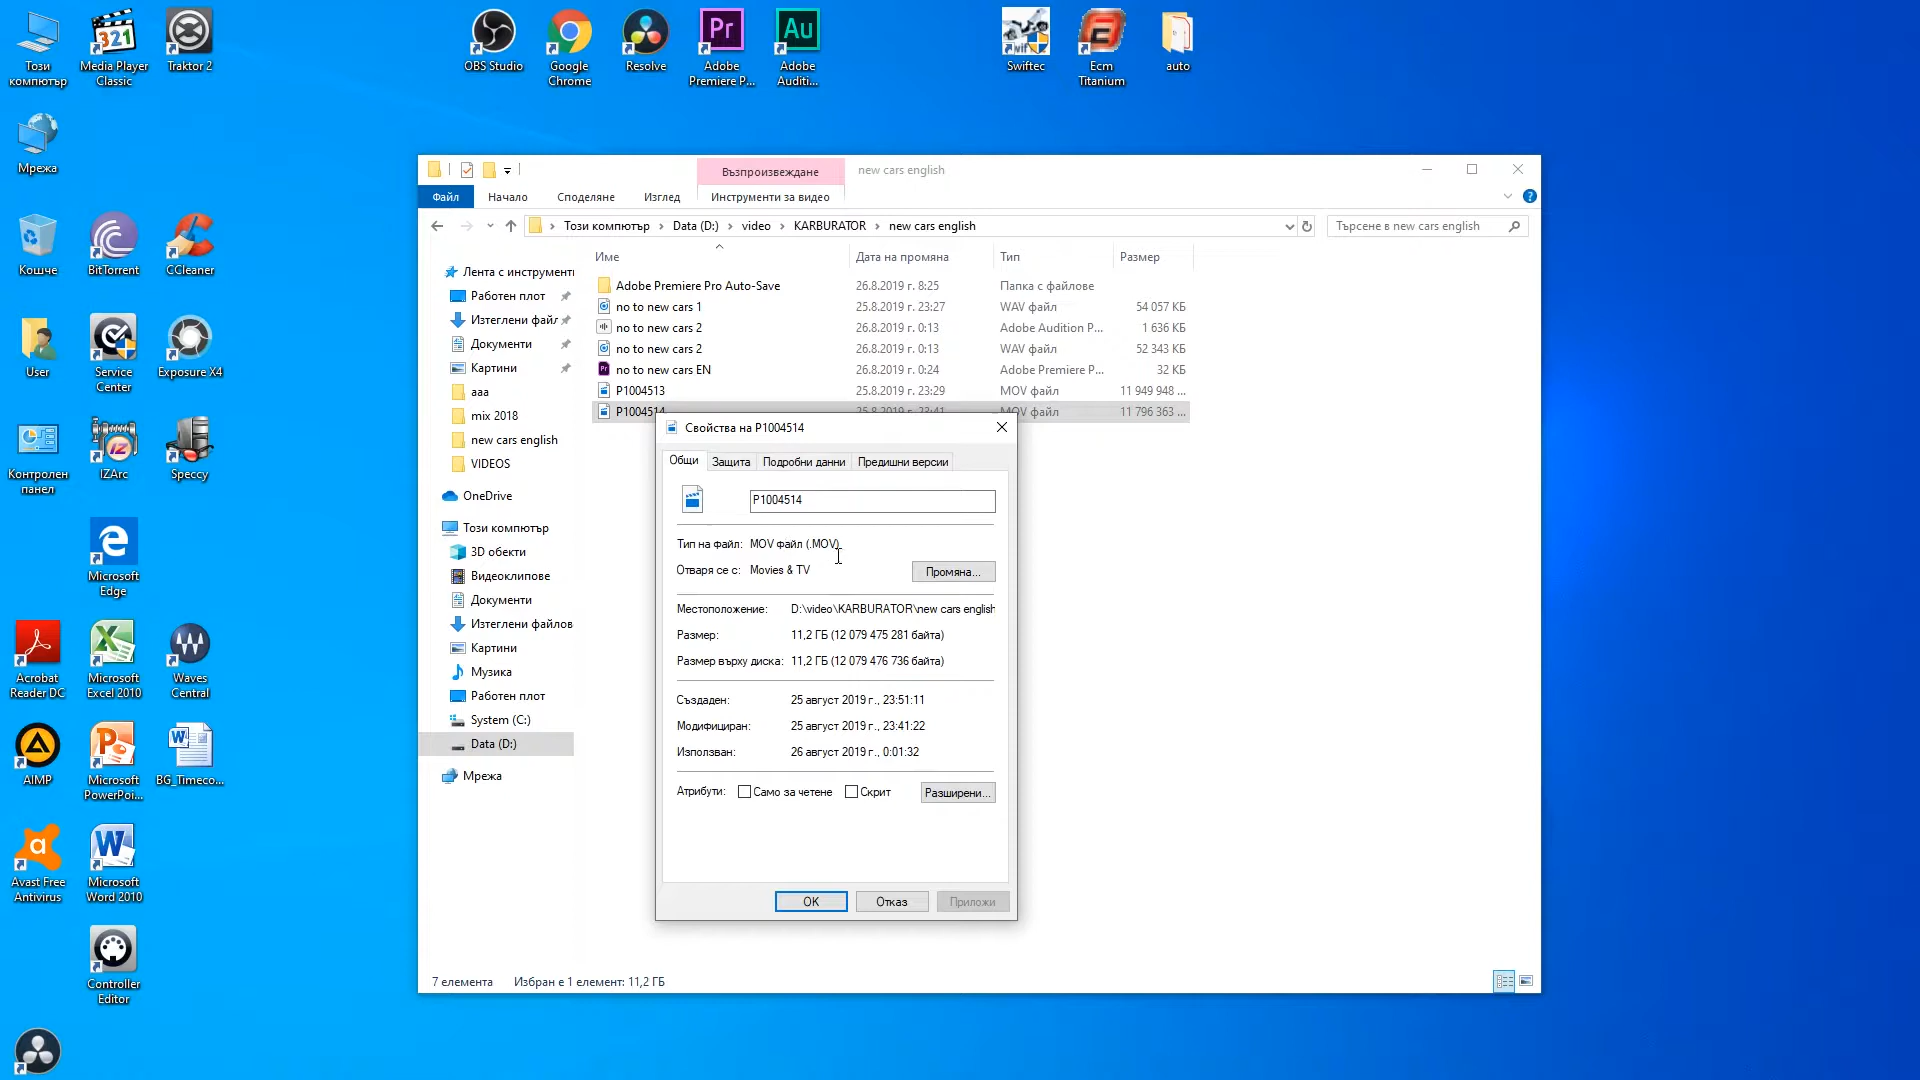 Този
компютър
Media Player
Classic
Traktor 2
OBS Studio
Google
Chrome
Resolve
Adobe
Premiere P...
Adobe
Auditi...
Swiftec
Ecm
Titanium
auto
Мрежа
Кошче
BitTorrent
CCleaner
User
Service
Center
Exposure X4
Контролен
панел
IZArc
Speccy
Microsoft
Edge
Acrobat
Reader DC
Microsoft
Excel 2010
Waves
Central
AIMP
Microsoft
PowerPoi...
BG_Timeco...
Avast Free
Antivirus
Microsoft
Word 2010
Controller
Editor
Възпроизвеждане
new cars english
Файл
Начало
Споделяне
Изглед
Инструменти за видео
Този компютър > Data (D:) > video > KARBURATOR > new cars english
Търсене в new cars english
Име
Дата на промяна
Тип
Размер
Adobe Premiere Pro Auto-Save 26.8.2019 г. 8:25 Папка с файлове
no to new cars 1 25.8.2019 г. 23:27 WAV файл 54 057 КБ
no to new cars 2 26.8.2019 г. 0:13 Adobe Audition P... 1 636 КБ
no to new cars 2 26.8.2019 г. 0:13 WAV файл 52 343 КБ
no to new cars EN 26.8.2019 г. 0:24 Adobe Premiere P... 32 КБ
P1004513 25.8.2019 г. 23:29 MOV файл 11 949 948 ...
P1004514 25.8.2019 г. 23:41 MOV файл 11 796 363 ...
Лента с инструменти
Работен плот
Изтеглени файл
Документи
Картини
aaa
mix 2018
new cars english
VIDEOS
OneDrive
Този компютър
3D обекти
Видеоклипове
Документи
Изтеглени файлов
Картини
Музика
Работен плот
System (C:)
Data (D:)
Мрежа
Свойства на P1004514
Общи
Защита
Подробни данни
Предишни версии
P1004514
Тип на файл: MOV файл (.MOV)
Отваря се с: Movies & TV
Промяна...
Местоположение: D:\video\KARBURATOR\new cars english
Размер: 11,2 ГБ (12 079 475 281 байта)
Размер върху диска: 11,2 ГБ (12 079 476 736 байта)
Създаден: 25 август 2019 г., 23:51:11
Модифициран: 25 август 2019 г., 23:41:22
Използван: 26 август 2019 г., 0:01:32
Атрибути: Само за четене Скрит Разширени...
OK
Отказ
Приложи
7 елемента
Избран е 1 елемент: 11,2 ГБ